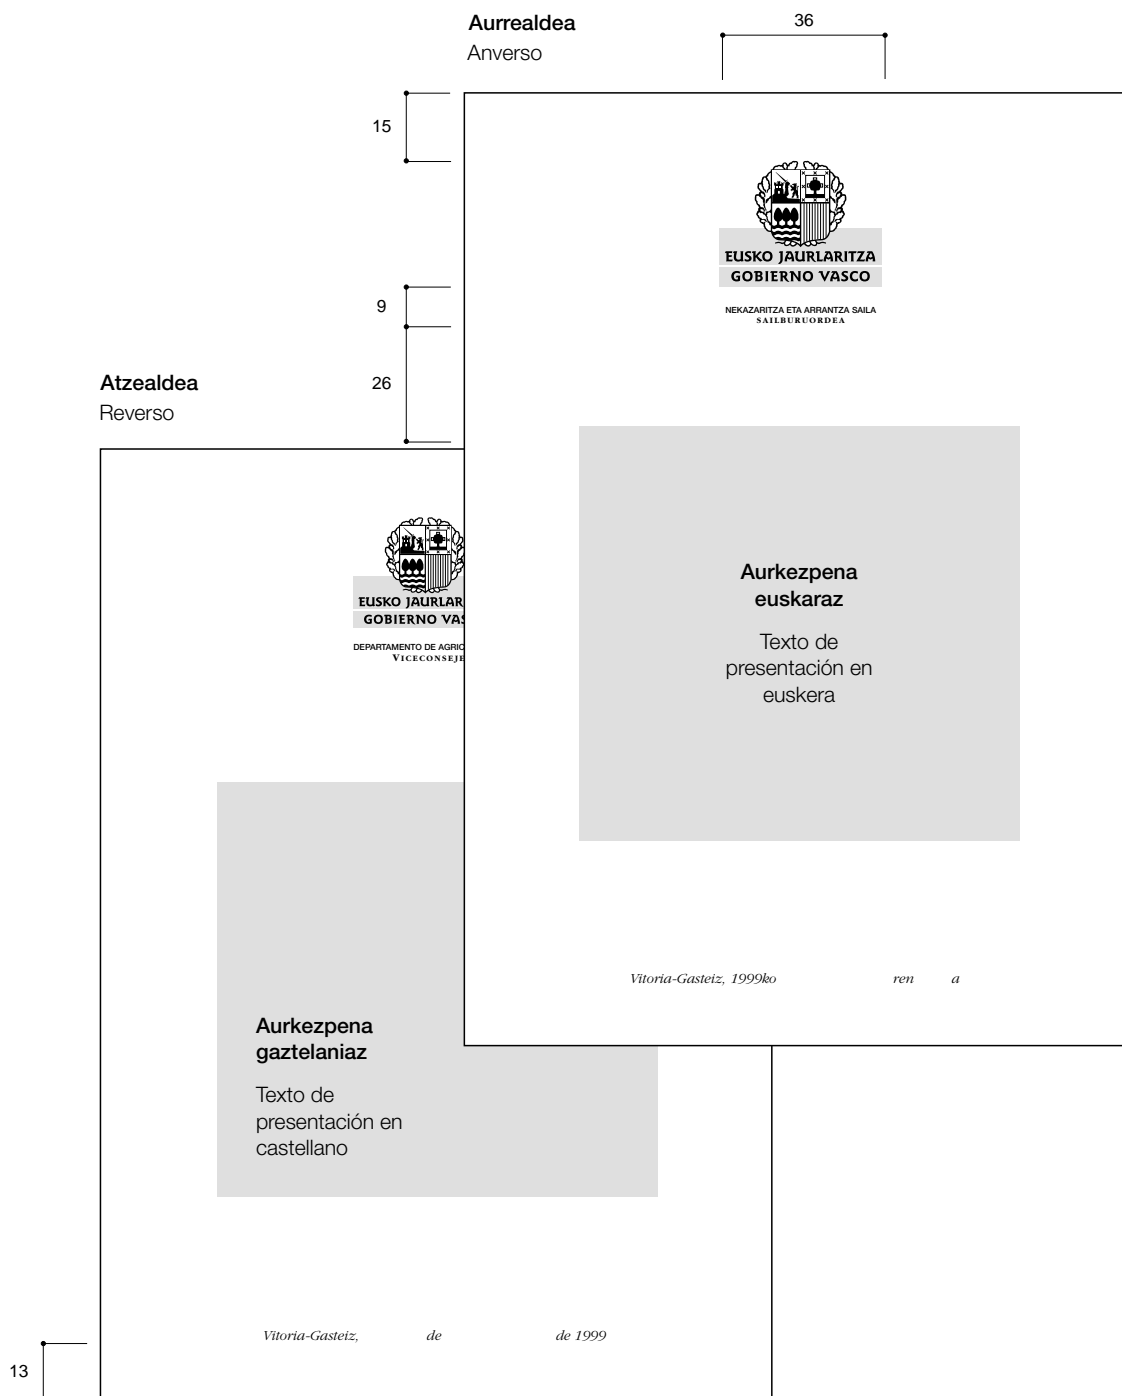 Aurrealdea
Anverso
36
15
EUSKO JAURLARITZA
GOBIERNO VASCO
NEKAZARITZA ETA ARRANTZA SAILA
SAILBURUORDEA
9
26
Atzealdea
Reverso
Aurkezpena
euskaraz
Texto de
presentación en
euskera
Vitoria-Gasteiz, 1999ko ren a
EUSKO JAURLAR
GOBIERNO VAS
DEPARTAMENTO DE AGRIC
VICECONSEJE
Aurkezpena
gaztelaniaz
Texto de
presentación en
castellano
Vitoria-Gasteiz, de de 1999
13